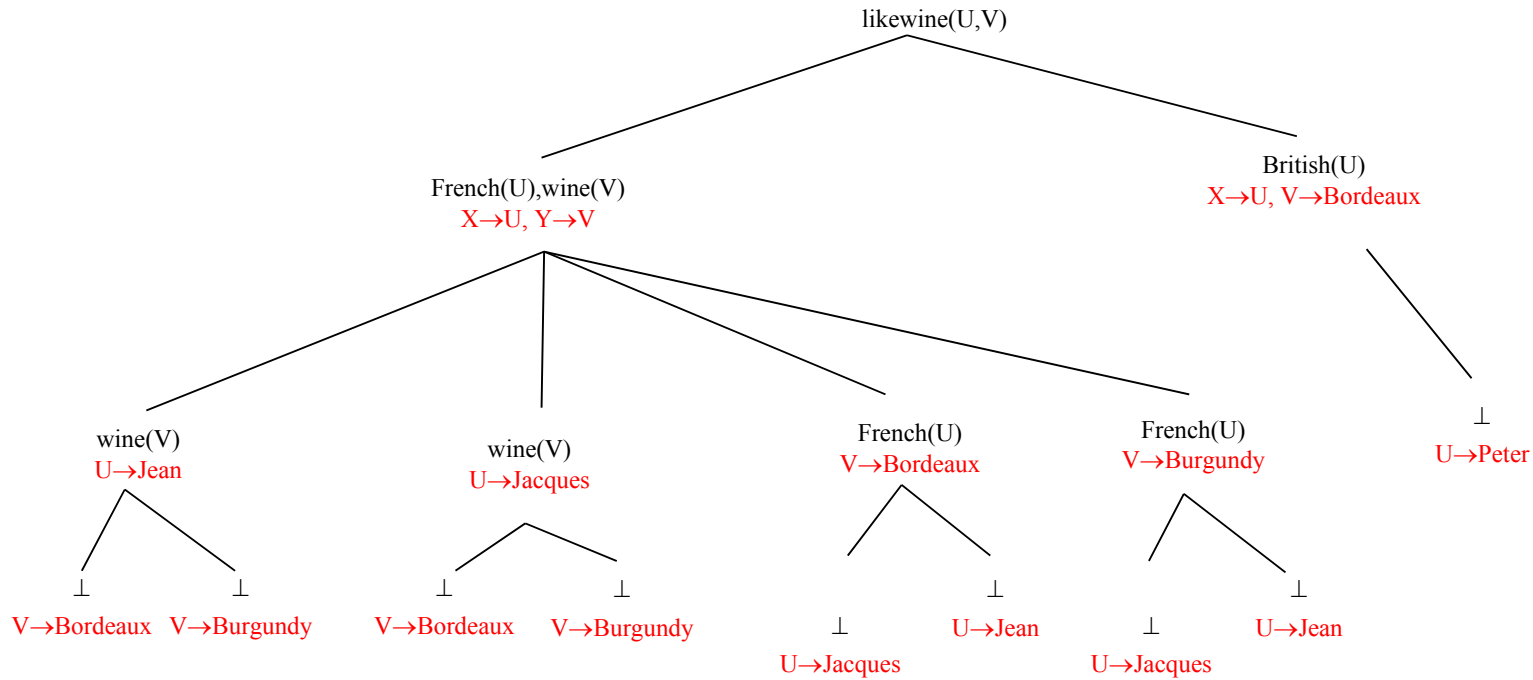 likewine(U,V)
French(U),wine(V)
X→U, Y→V
British(U)
X→U, V→Bordeaux
wine(V)
U→Jean
wine(V)
U→Jacques
French(U)
V→Bordeaux
French(U)
V→Burgundy
⊥
U→Peter
⊥
V→Bordeaux
⊥
V→Burgundy
⊥
V→Bordeaux
⊥
V→Burgundy
⊥
U→Jacques
⊥
U→Jean
⊥
U→Jacques
⊥
U→Jean